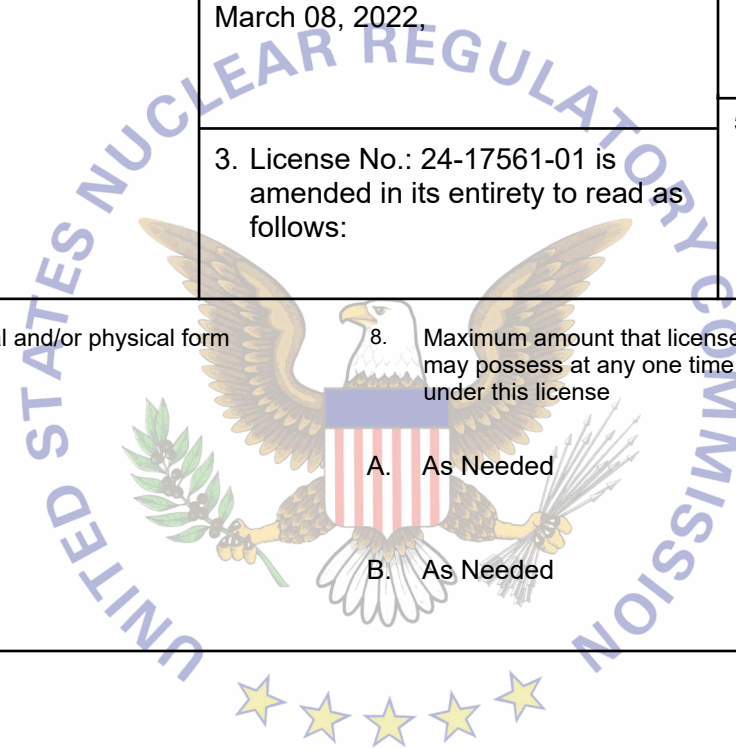 March 08, 2022,
3. License No.: 24-17561-01 is
amended in its entirety to read as
follows:
and/or physical form
8. Maximum amount that license
may possess at any one time
under this license
A. As Needed
B. As Needed
UNITED STATES NUCLEAR REGULATORY COMMISSION